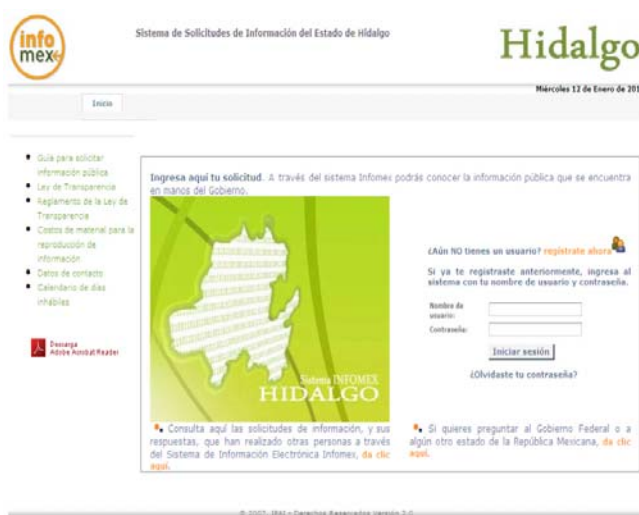 info
mex
Sistema de Solicitudes de Información del Estado de Hidalgo
Hidalgo
Miércoles 12 de Enero de 201
Inicio
Guía para solicitar
información pública
Ley de Transparencia
Reglamento de la Ley de
Transparencia
Costos de material para la
reproducción de
información
Datos de contacto
Calendario de días
inhábiles
Descarga
Adobe Acrobat Reader
Ingresa aquí tu solicitud. A través del sistema Infomex podrás conocer la información pública que se encuentra
en manos del Gobierno.
Sistema INFOMEX
HIDALGO
¿Aún NO tienes un usuario? regístrate ahora
Si ya te registraste anteriormente, ingresa al
sistema con tu nombre de usuario y contraseña.
Nombre de
usuario:
Contraseña:
Iniciar sesión
¿Olvidaste tu contraseña?
Consulta aquí las solicitudes de información, y sus
respuestas, que han realizado otras personas a través
del Sistema de Información Electrónica Infomex, da clic
aquí.
Si quieres preguntar al Gobierno Federal o a
algún otro estado de la República Mexicana, da clic
aquí.
© 2007, - Derechos Reservados Versión 2.0